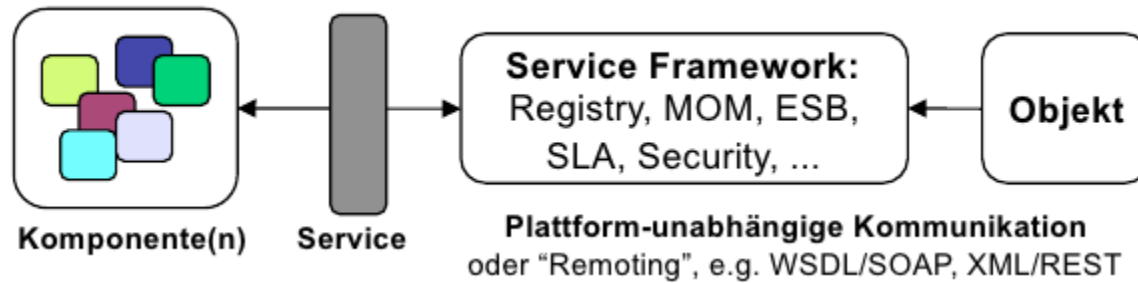 Service Framework:
Registry, MOM, ESB,
SLA, Security, ...
Objekt
Komponente(n)
Service
Plattform-unabhängige Kommunikation
oder “Remoting”, e.g. WSDL/SOAP, XML/REST